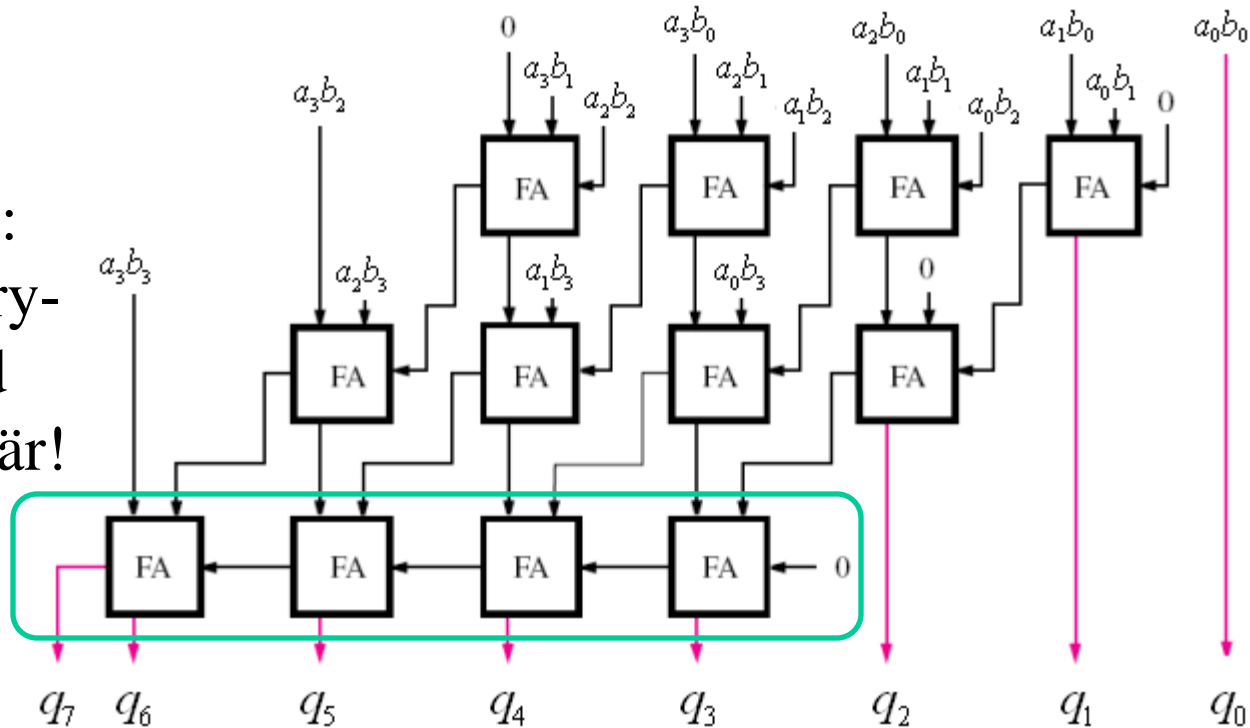 0 a₃b₀ a₂b₀ a₁b₀ a₀b₀
a₃b₂ a₃b₁ a₂b₂ a₂b₁ a₁b₂ a₁b₁ a₀b₂ a₀b₁ 0
FA FA FA FA
:
ry-
d
är!
a₃b₃ a₂b₃ a₁b₃ a₀b₃ 0
FA FA FA FA
FA FA FA FA 0
q₇ q₆ q₅ q₄ q₃ q₂ q₁ q₀